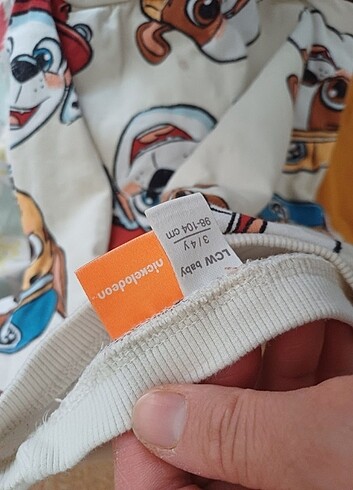 nickelodeon
LCW baby
3/4 y
98-104 cm